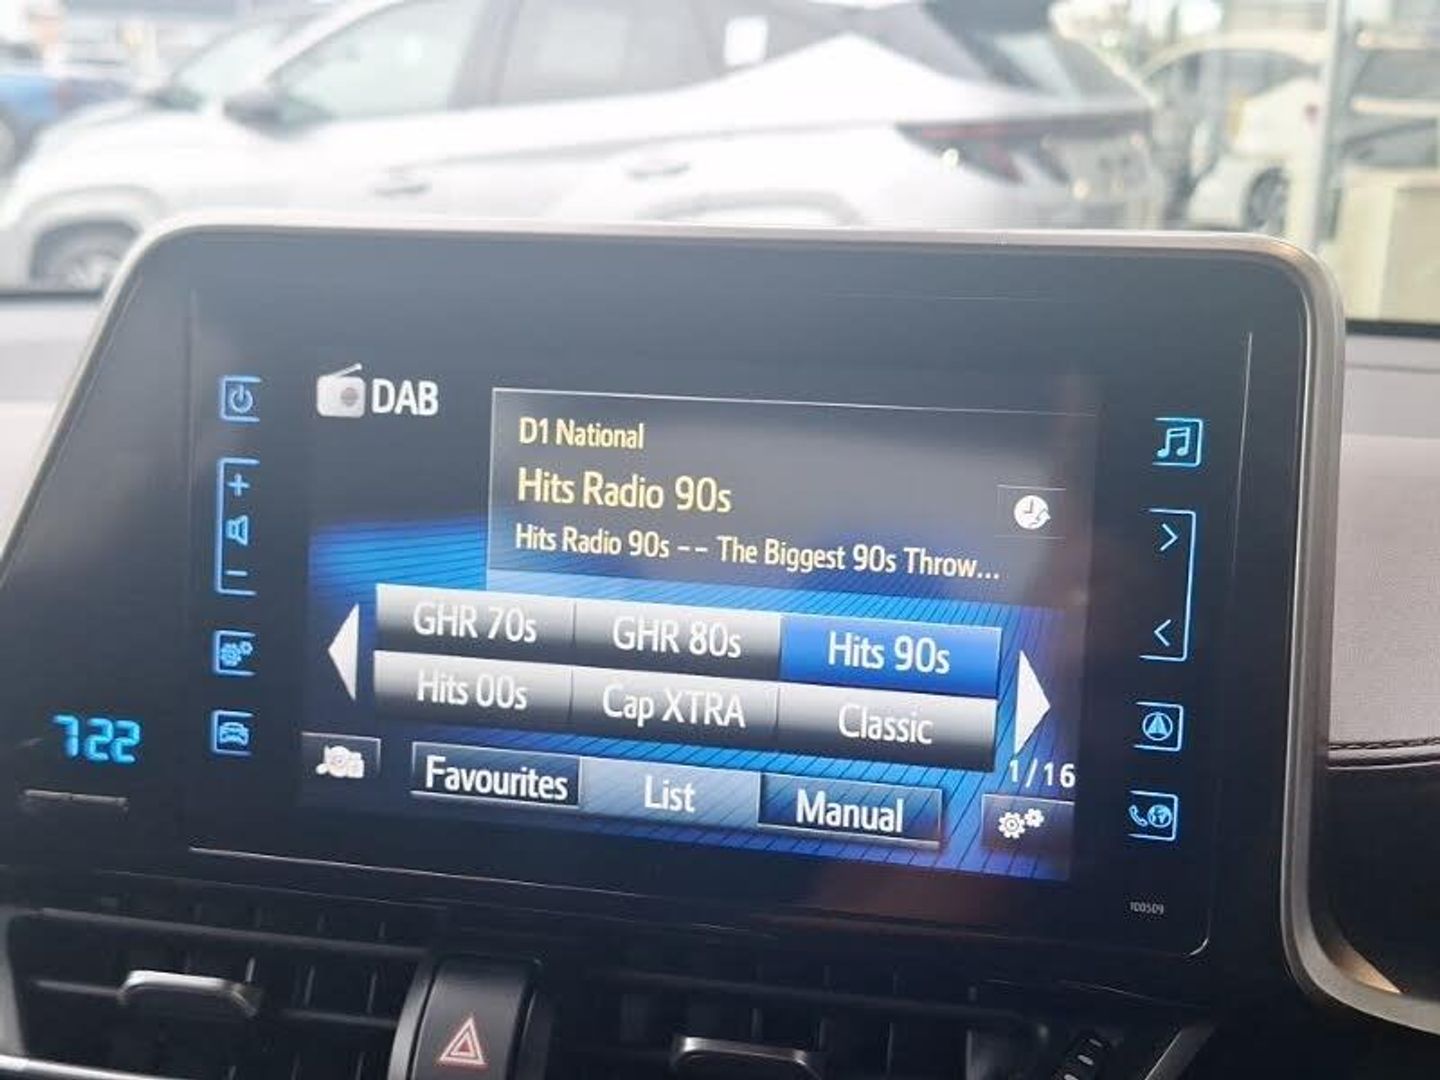 DAB
D1 National
Hits Radio 90s
Hits Radio 90s -- The Biggest 90s Throw...
GHR 70s GHR 80s Hits 90s
Hits 00s Cap XTRA Classic
1/16
Favourites List Manual
7:22
100509